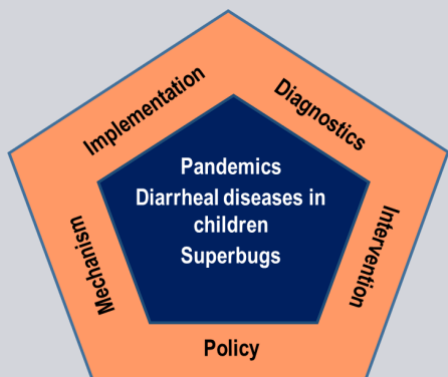 Implementation
Diagnostics
Pandemics
Diarrheal diseases in
children
Superbugs
Mechanism
Intervention
Policy